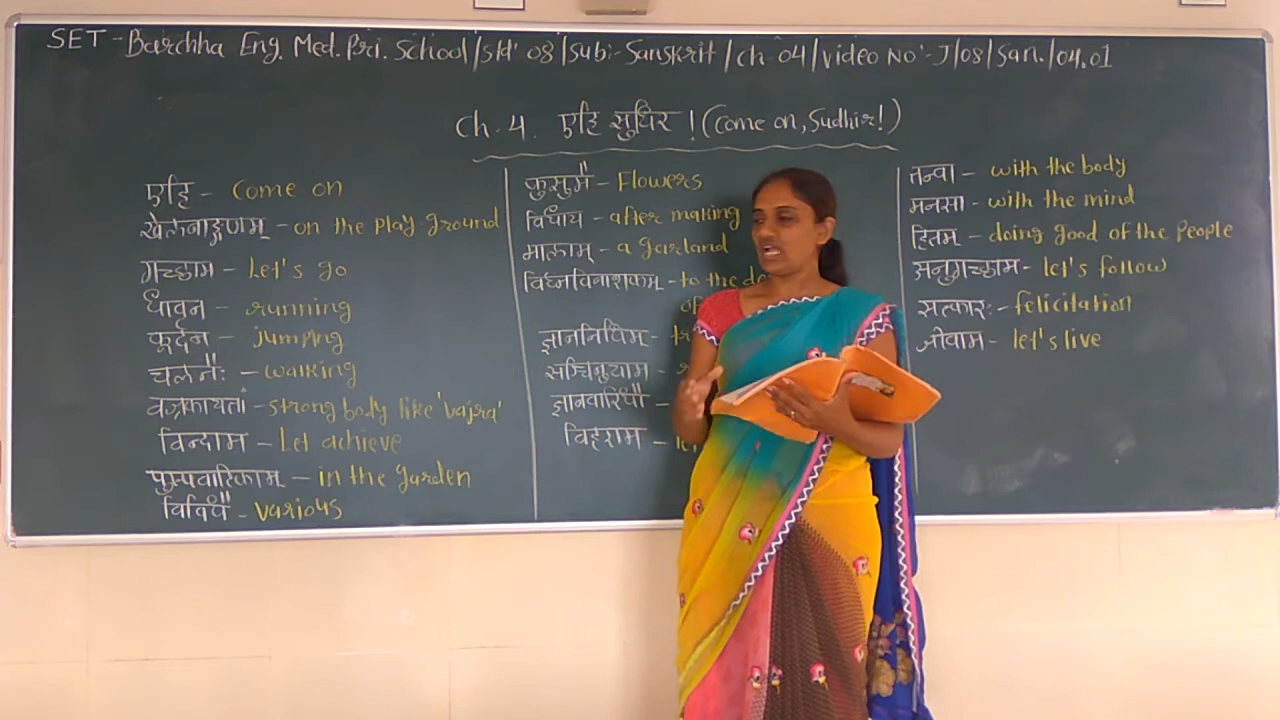 SET - Barchha Eng. Med. Pri. School/Std' 08/Sub:- Sanskrit/Ch 04/Video No'-J/08/San./04.01
Ch. 4. एहि सुधिर ! (Come on, Sudhir!)
एहि - Come on
खेलनाङ्गणम् - on the play ground
गच्छाम - Let's go
धावन - running
कूर्दन - jumping
चलनैः - walking
वज्रकायतां - strong body like 'vajra'
विन्दाम - Let achieve
पुष्पवाटिकाम् - in the garden
विविधै - various
कुसुमै - Flowers
विधाय - after making
मालाम् - a garland
विघ्नविनाशकम् - to the
ज्ञाननिधिम् -
सञ्चिनुयाम -
ज्ञानवारिधौ -
विहराम -
तन्वा - with the body
मनसा - with the mind
हितम् - doing good of the people
अनुगच्छाम - let's follow
सत्कारः - felicitation
जीवाम - let's live